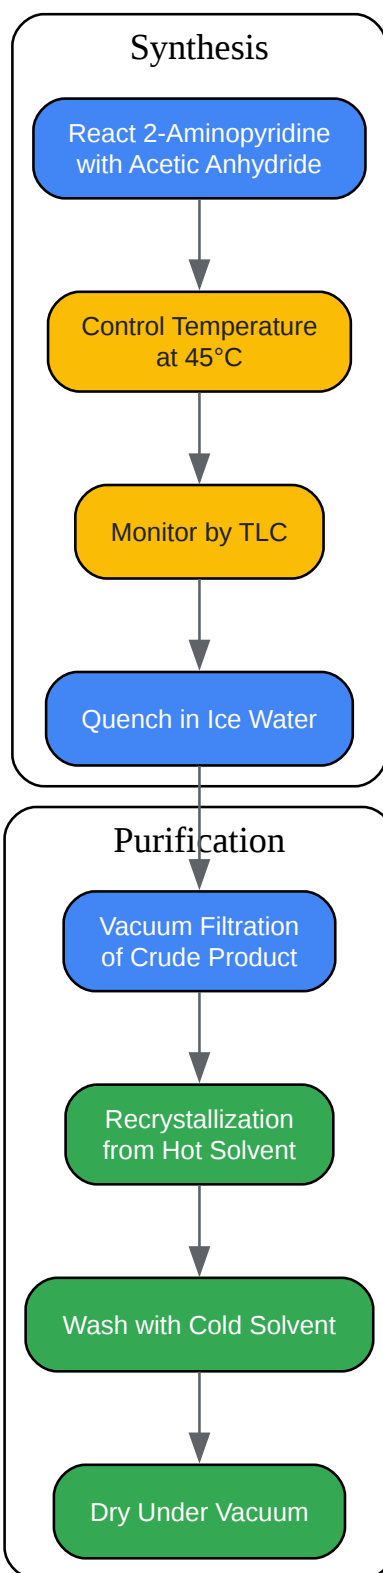 Synthesis
React 2-Aminopyridine
with Acetic Anhydride
Control Temperature
at 45°C
Monitor by TLC
Quench in Ice Water
Purification
Vacuum Filtration
of Crude Product
Recrystallization
from Hot Solvent
Wash with Cold Solvent
Dry Under Vacuum